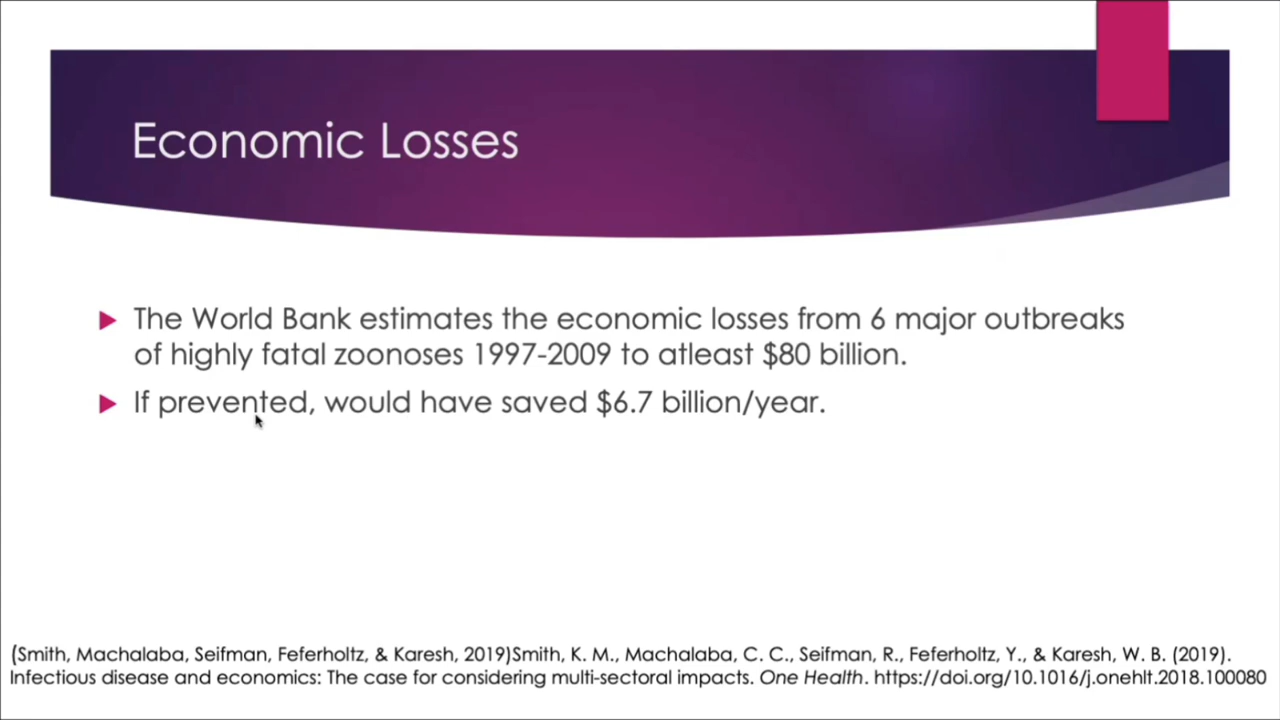 Economic Losses
The World Bank estimates the economic losses from 6 major outbreaks
of highly fatal zoonoses 1997-2009 to atleast $80 billion.
If prevented, would have saved $6.7 billion/year.
(Smith, Machalaba, Seifman, Feferholtz, & Karesh, 2019)Smith, K. M., Machalaba, C. C., Seifman, R., Feferholtz, Y., & Karesh, W. B. (2019).
Infectious disease and economics: The case for considering multi-sectoral impacts. One Health. https://doi.org/10.1016/j.onehlt.2018.100080